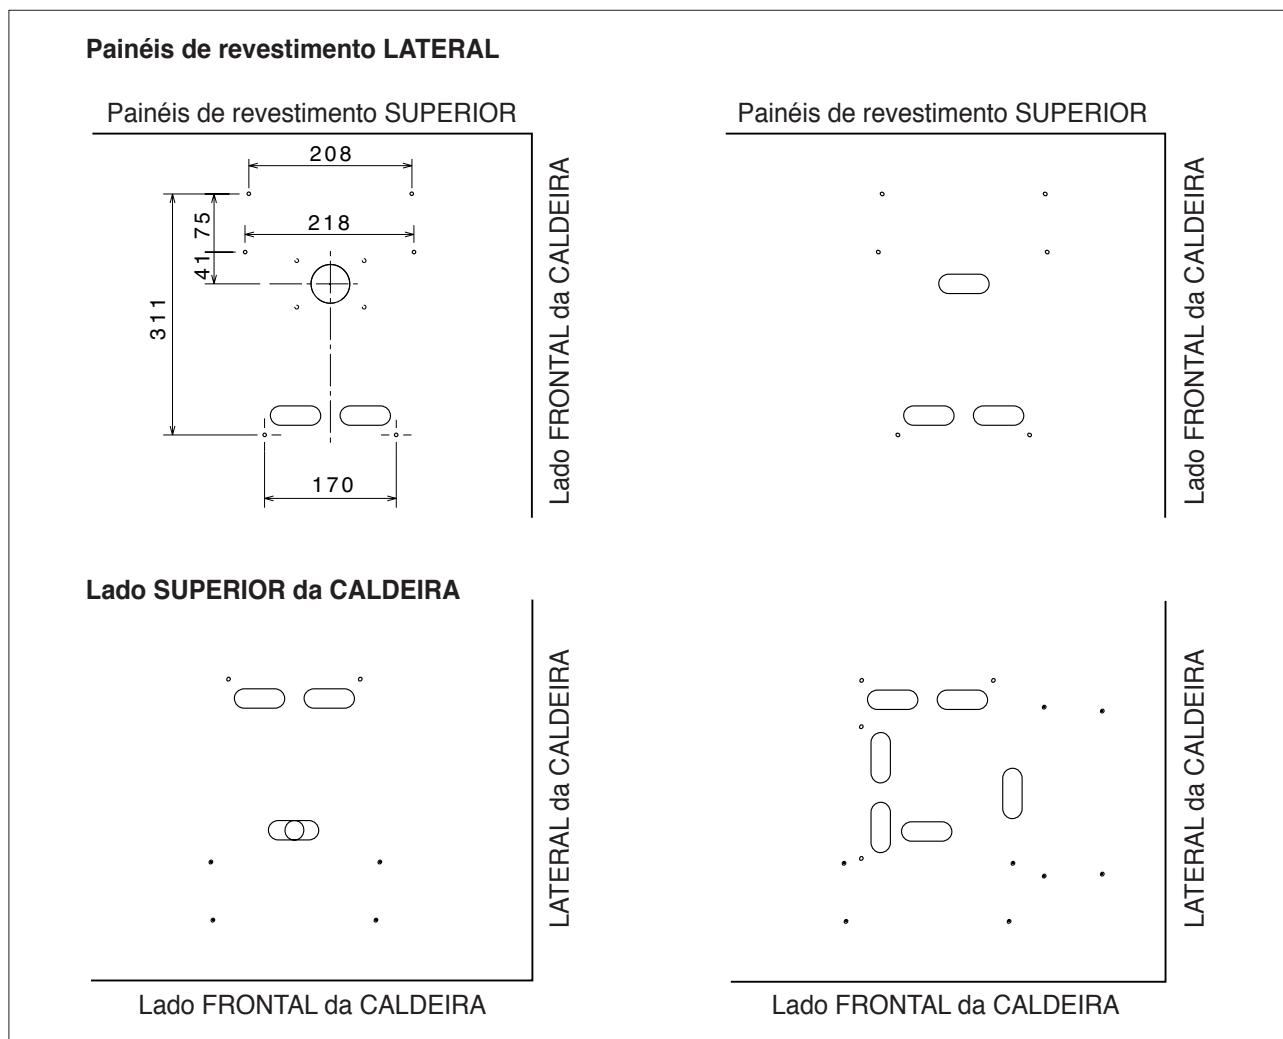 Painéis de revestimento LATERAL
Painéis de revestimento SUPERIOR
208
75
218
41
311
170
Lado FRONTAL da CALDEIRA
Painéis de revestimento SUPERIOR
Lado FRONTAL da CALDEIRA
Lado SUPERIOR da CALDEIRA
LATERAL da CALDEIRA
Lado FRONTAL da CALDEIRA
LATERAL da CALDEIRA
Lado FRONTAL da CALDEIRA